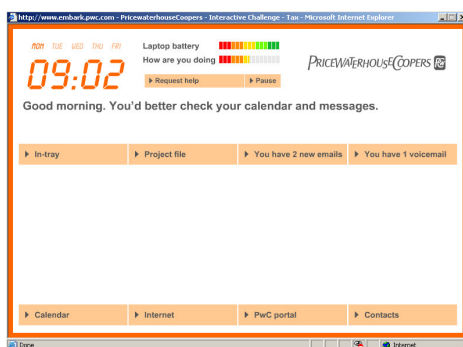 http://www.embark.pwc.com - PricewaterhouseCoopers - Interactive Challenge - Tax - Microsoft Internet Explorer
MON TUE WED THU FRI
09:02
Laptop battery
How are you doing
Request help
Pause
PRICEWATERHOUSECOOPERS
Good morning. You'd better check your calendar and messages.
In-tray
Project file
You have 2 new emails
You have 1 voicemail
Calendar
Internet
PwC portal
Contacts
Done
Internet